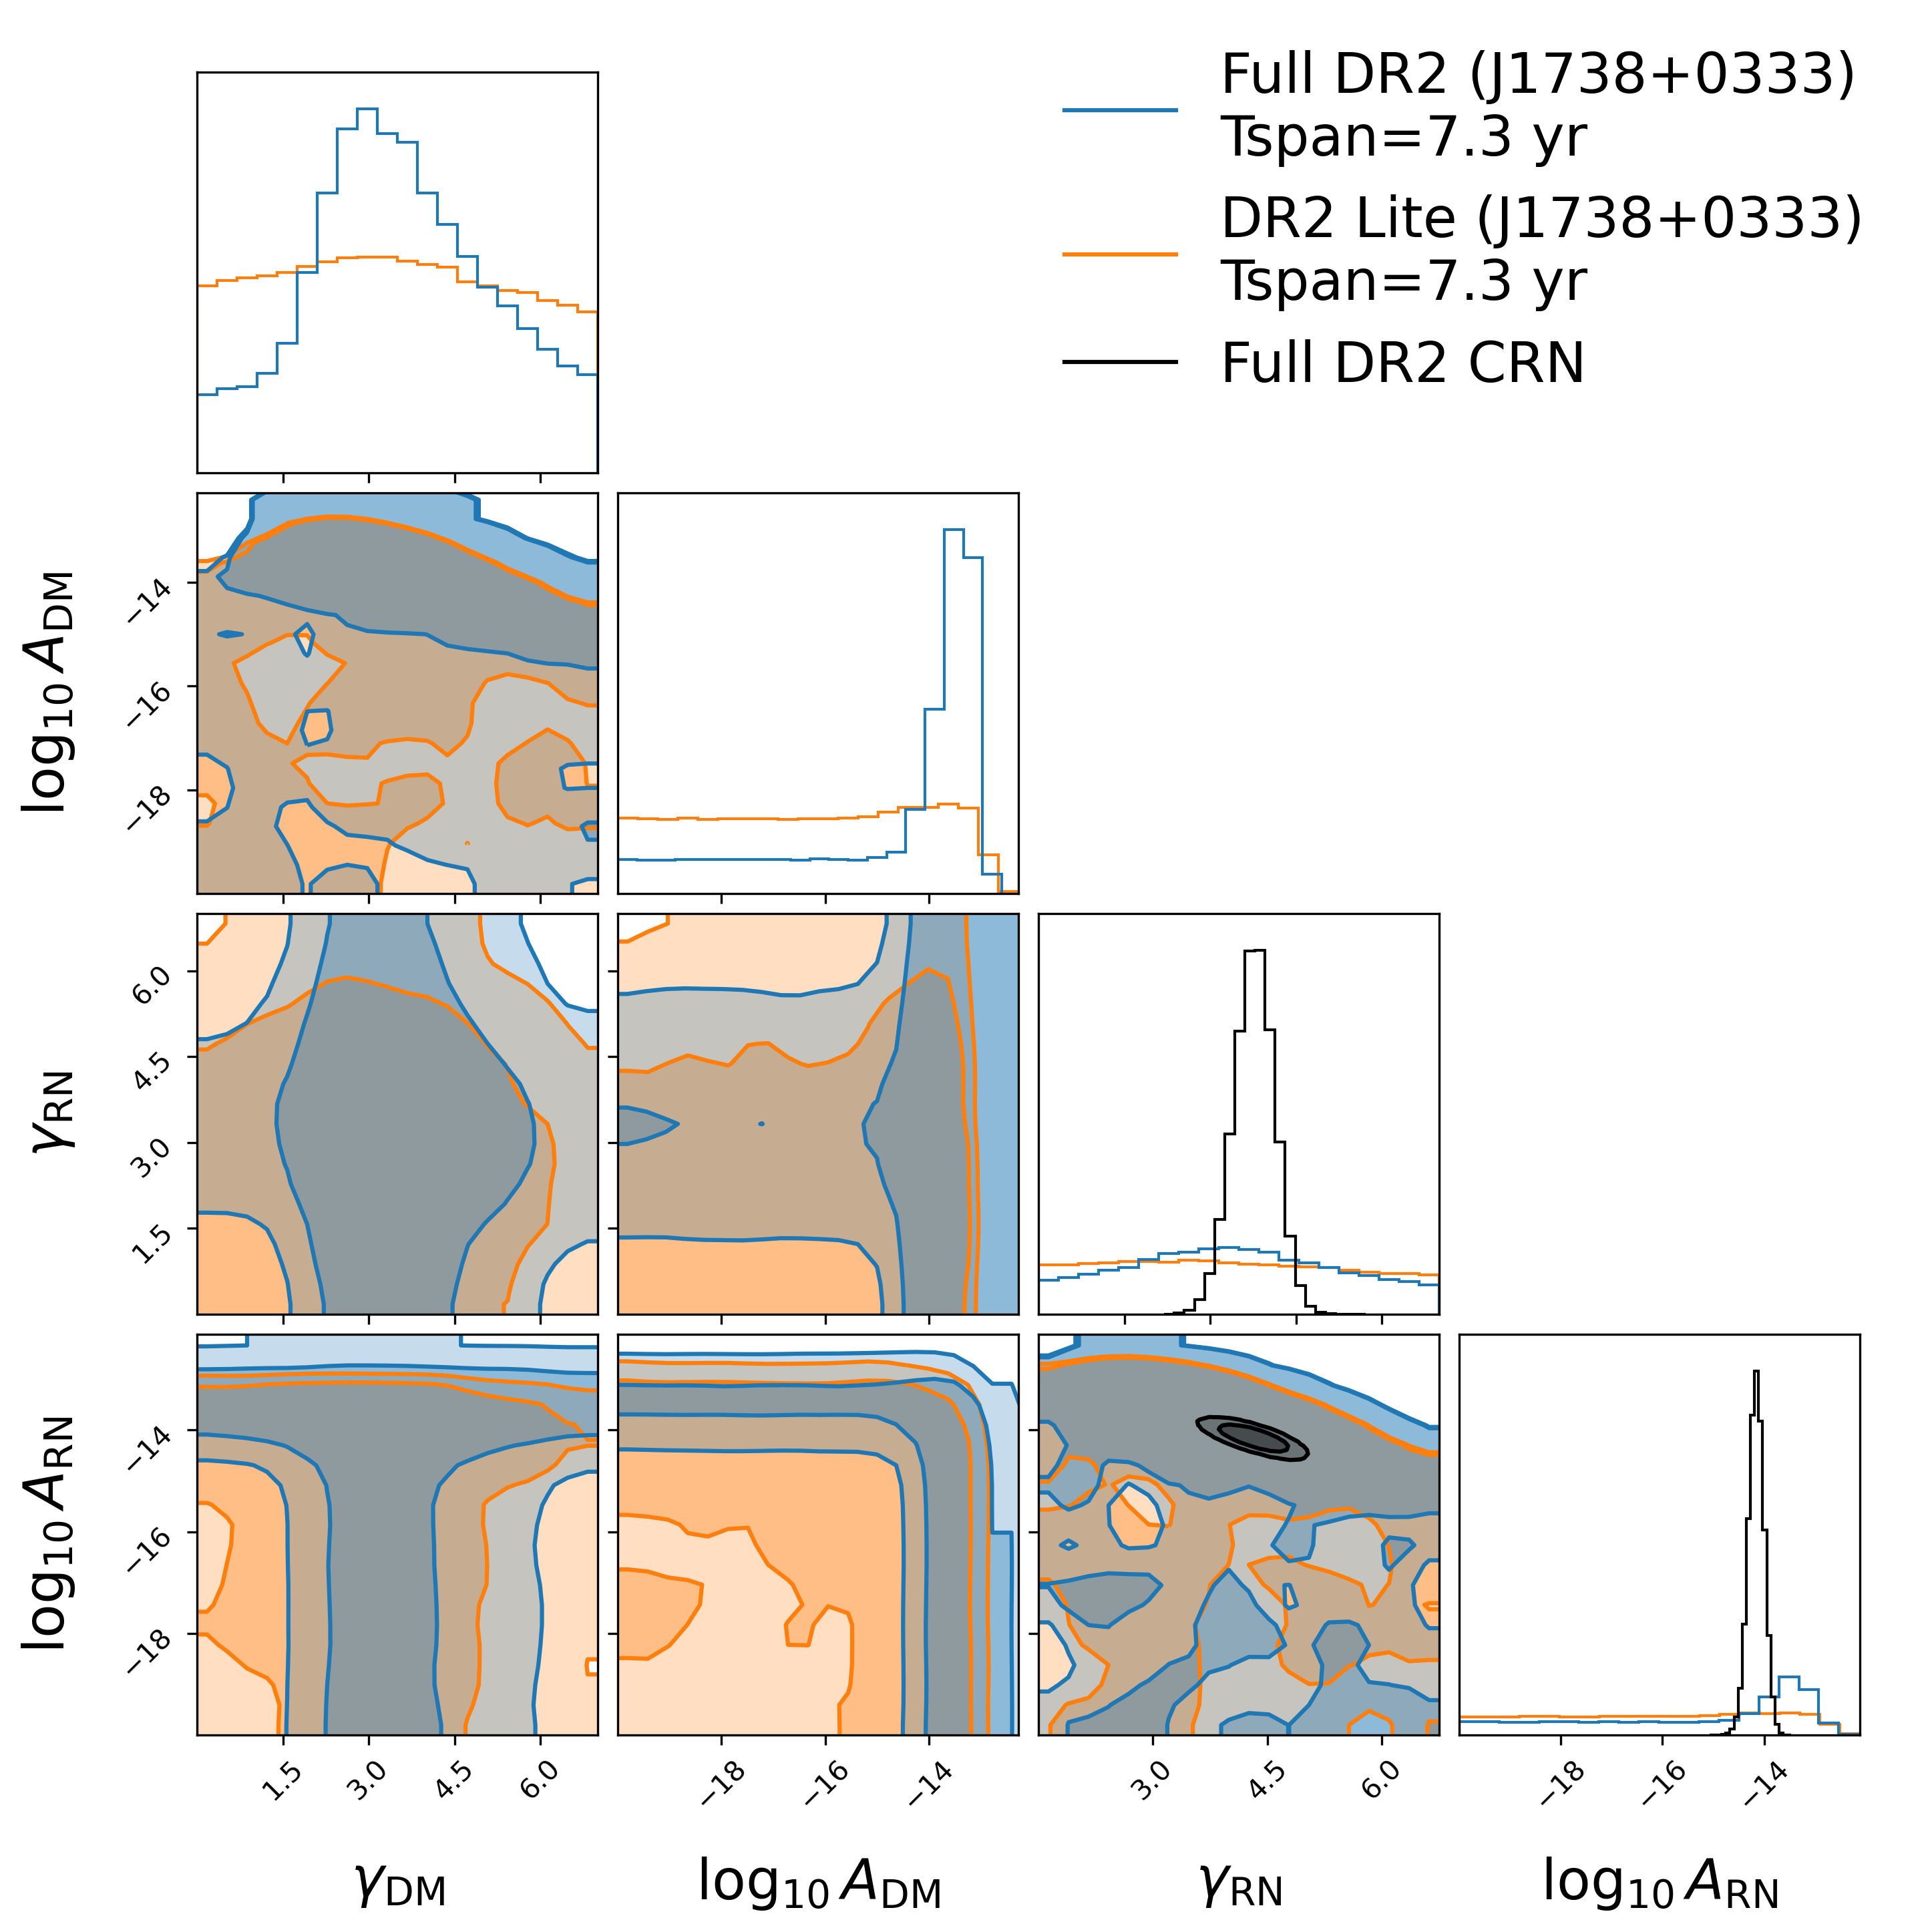 Full DR2 (J1738+0333)
Tspan=7.3 yr
DR2 Lite (J1738+0333)
Tspan=7.3 yr
Full DR2 CRN
log₁₀ A_DM
−14
−16
−18
γ_RN
6.0
4.5
3.0
1.5
log₁₀ A_RN
−14
−16
−18
1.5 3.0 4.5 6.0
−18 −16 −14
3.0 4.5 6.0
−18 −16 −14
γ_DM
log₁₀ A_DM
γ_RN
log₁₀ A_RN